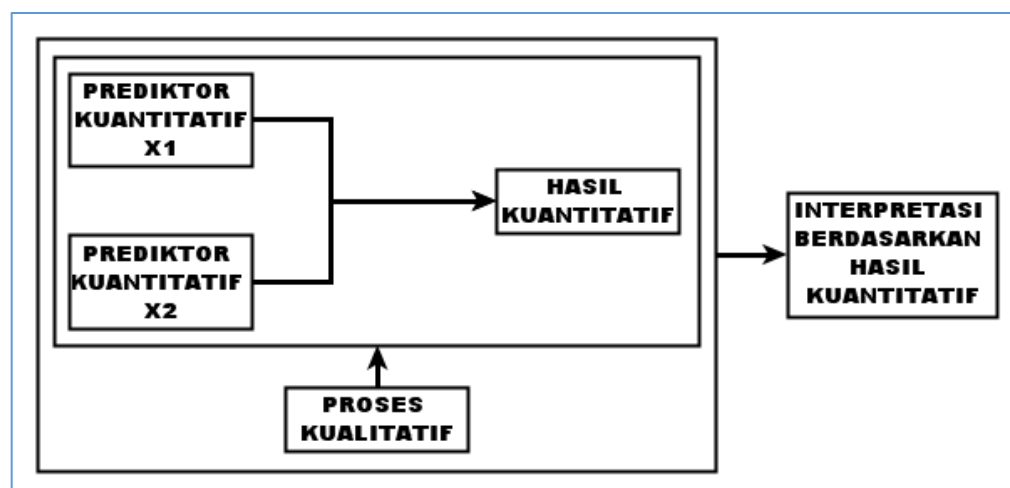 PREDIKTOR
KUANTITATIF
X1
PREDIKTOR
KUANTITATIF
X2
HASIL
KUANTITATIF
PROSES
KUALITATIF
INTERPRETASI
BERDASARKAN
HASIL
KUANTITATIF